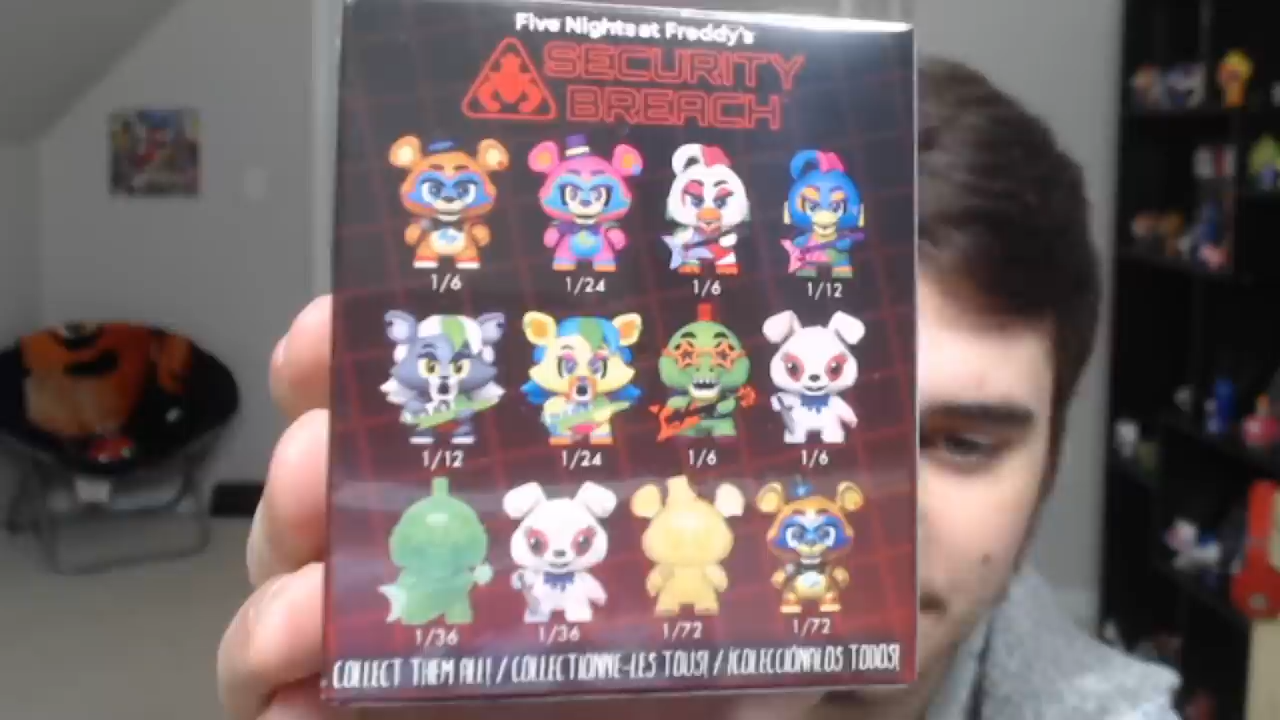 Five Nights at Freddy's
SECURITY
BREACH
1/6 1/24 1/6 1/12
1/12 1/24 1/6 1/6
1/36 1/36 1/72 1/72
COLLECT THEM ALL! / COLLECTIONNE-LES TOUS! / ¡COLECCIÓNALOS TODOS!